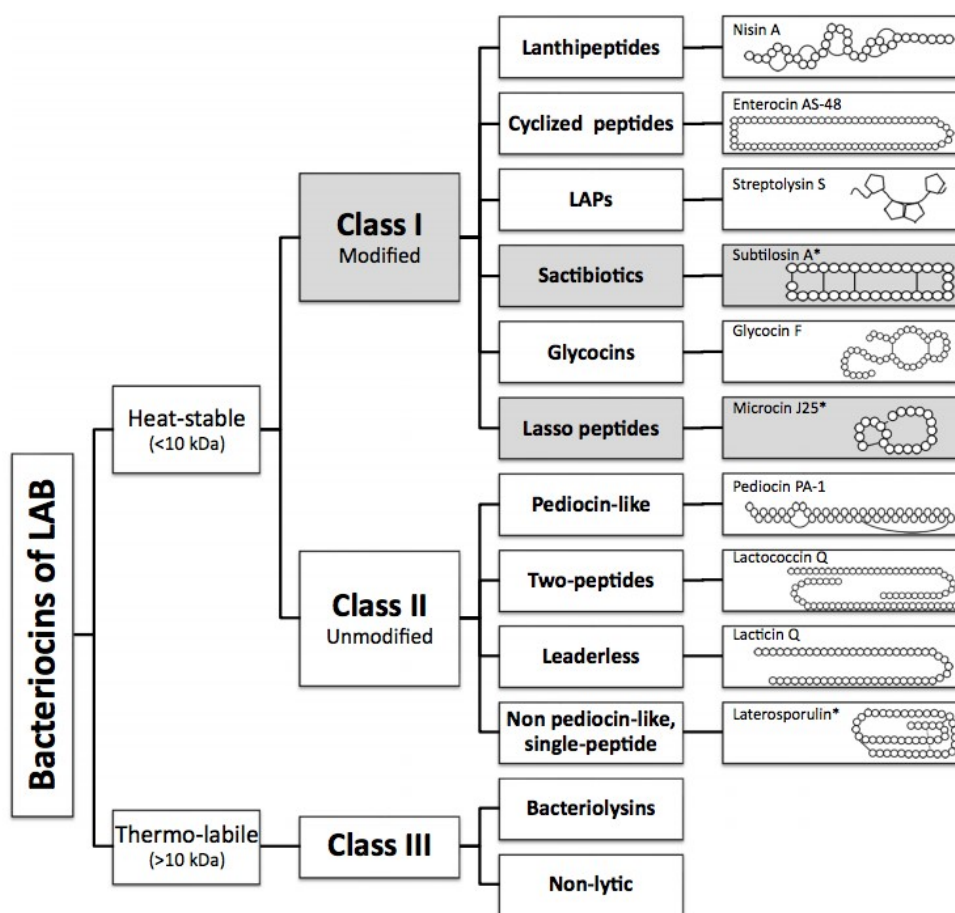 Bacteriocins of LAB
Heat-stable
(<10 kDa)
Class I
Modified
Lanthipeptides
Nisin A
Cyclized peptides
Enterocin AS-48
LAPs
Streptolysin S
Sactibiotics
Subtilosin A*
Glycocins
Glycocin F
Lasso peptides
Microcin J25*
Class II
Unmodified
Pediocin-like
Pediocin PA-1
Two-peptides
Lactococcin Q
Leaderless
Lacticin Q
Non pediocin-like,
single-peptide
Laterosporulin*
Thermo-labile
(>10 kDa)
Class III
Bacteriolysins
Non-lytic